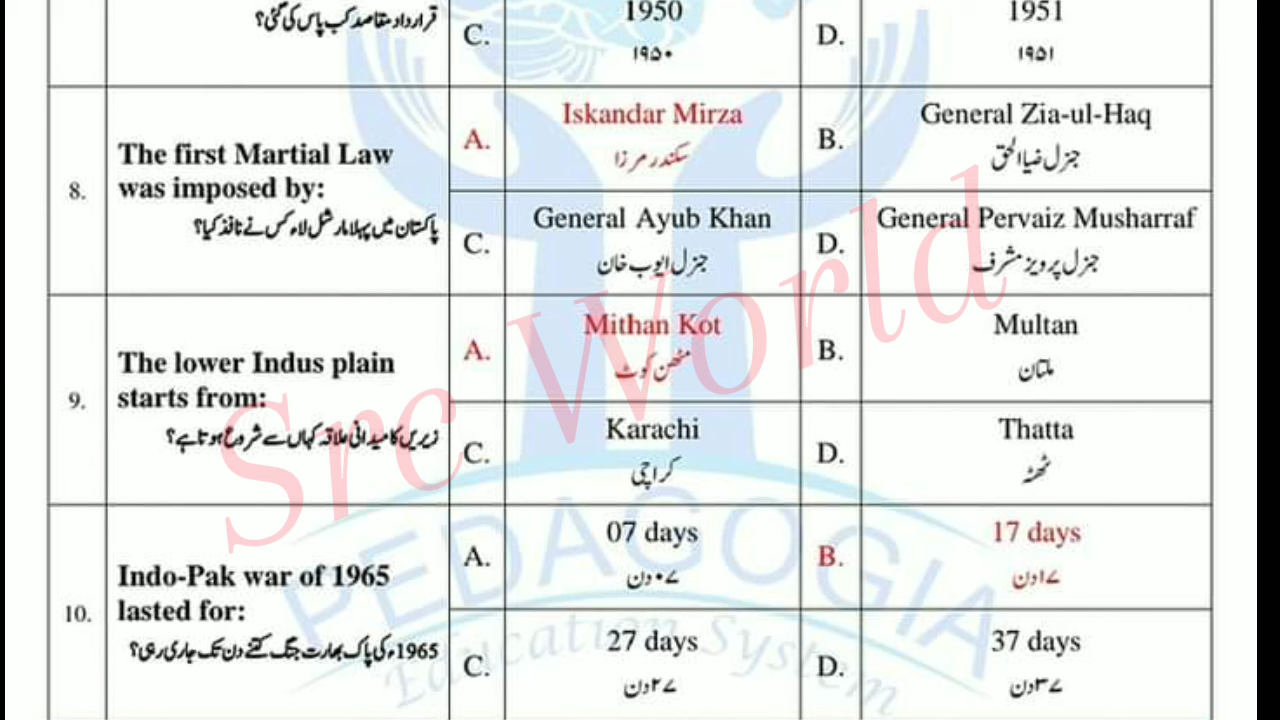 قرارداد مقاصد کب پاس کی گئی؟
C.
1950
۱۹۵۰
D.
1951
۱۹۵۱
8.
The first Martial Law
was imposed by:
پاکستان میں پہلا مارشل لاء کس نے نافذ کیا؟
A.
Iskandar Mirza
سکندر مرزا
B.
General Zia-ul-Haq
جنرل ضیاالحق
C.
General Ayub Khan
جنرل ایوب خان
D.
General Pervaiz Musharraf
جنرل پرویز مشرف
9.
The lower Indus plain
starts from:
زیریں کا میدانی علاقہ کہاں سے شروع ہوتا ہے؟
A.
Mithan Kot
مٹھن کوٹ
B.
Multan
ملتان
C.
Karachi
کراچی
D.
Thatta
ٹھٹہ
10.
Indo-Pak war of 1965
lasted for:
1965ء کی پاک بھارت جنگ کتنے دن تک جاری رہی؟
A.
07 days
۰۷ دن
B.
17 days
۱۷ دن
C.
27 days
۲۷ دن
D.
37 days
۳۷ دن
Src World
PEDAGOGIA
Education System